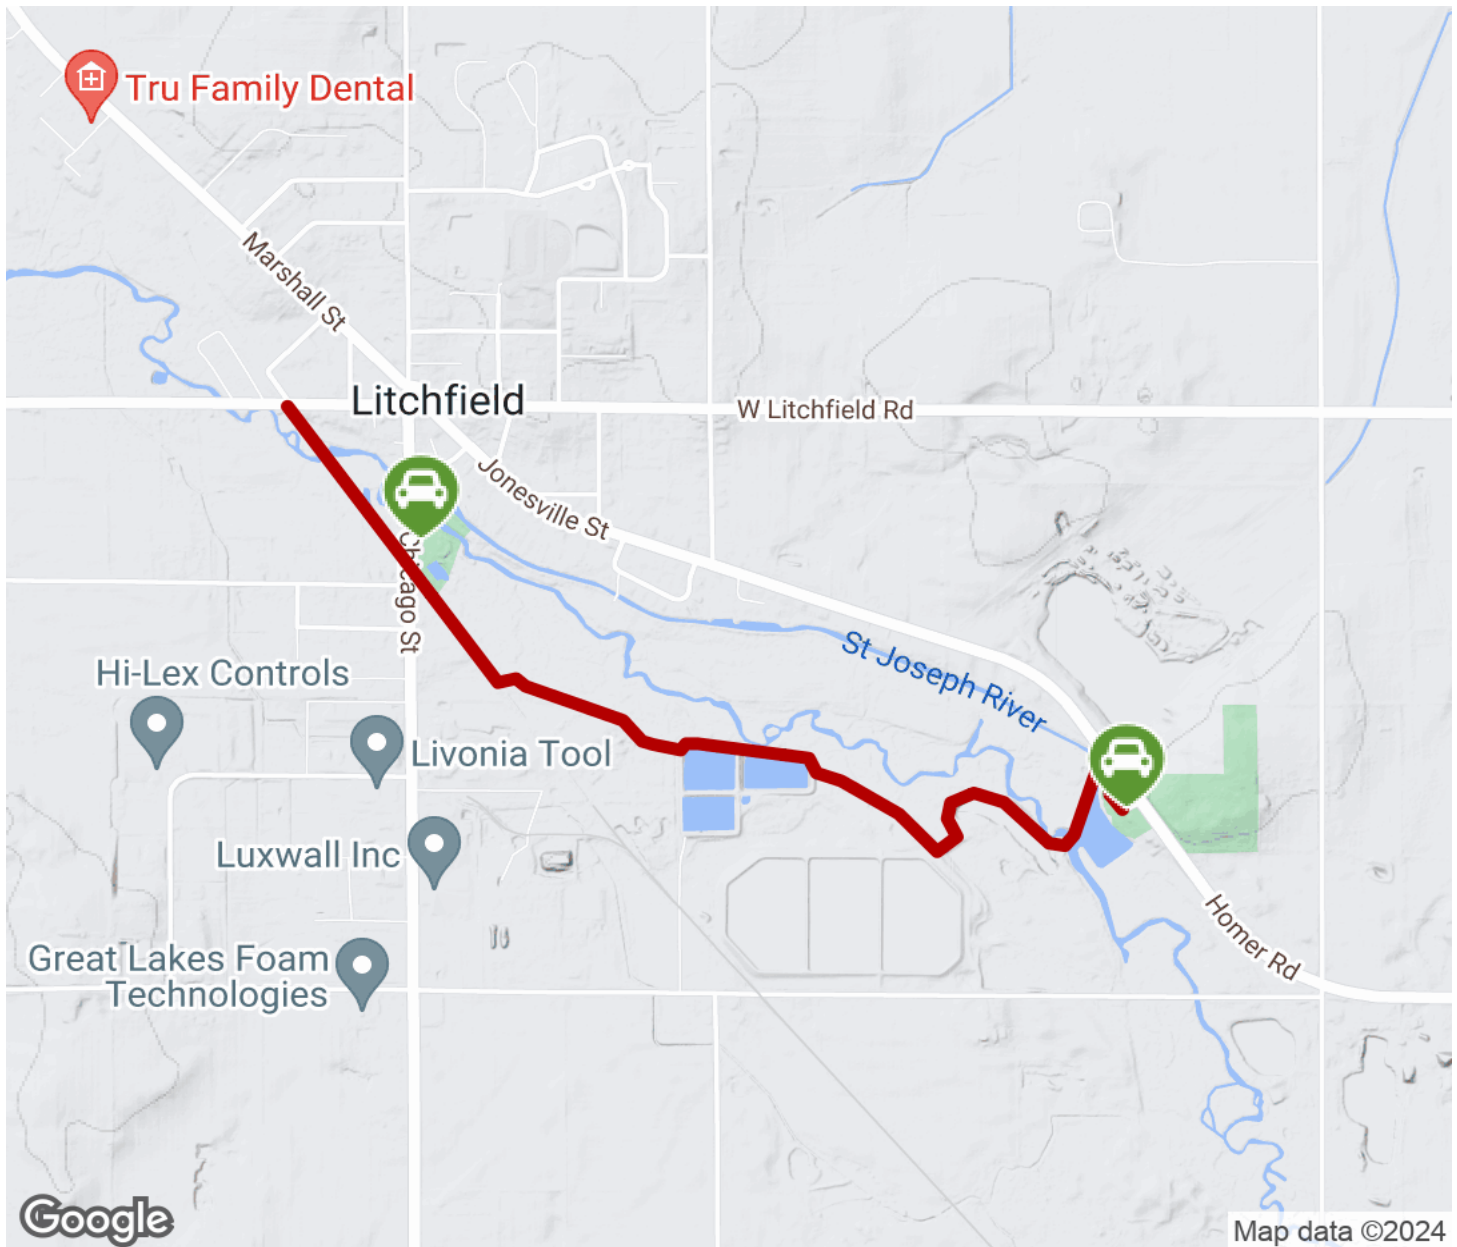 Tru Family Dental
Marshall St
Litchfield
W Litchfield Rd
Jonesville St
Chicago St
St Joseph River
Hi-Lex Controls
Livonia Tool
Luxwall Inc
Homer Rd
Great Lakes Foam
Technologies
Google
Map data ©2024